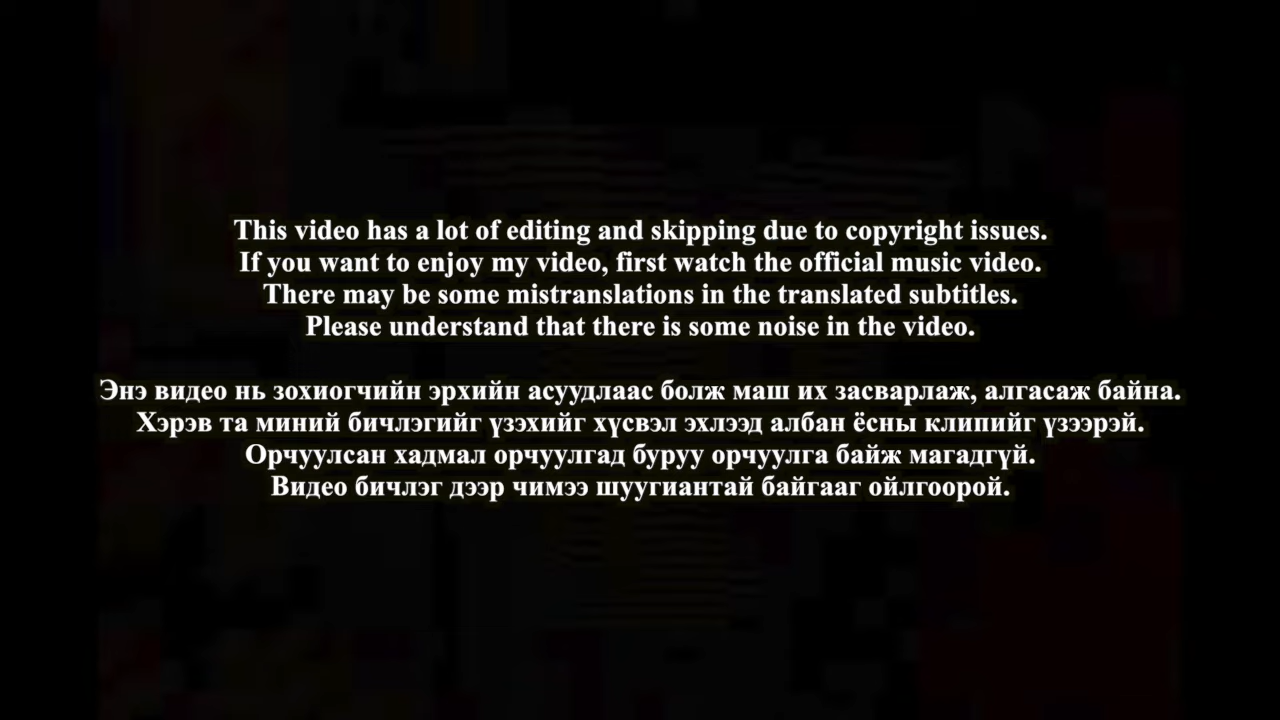 This video has a lot of editing and skipping due to copyright issues.
If you want to enjoy my video, first watch the official music video.
There may be some mistranslations in the translated subtitles.
Please understand that there is some noise in the video.
Энэ видео нь зохиогчийн эрхийн асуудлаас болж маш их засварлаж, алгасаж байна.
Хэрэв та миний бичлэгийг үзэхийг хүсвэл эхлээд албан ёсны клипийг үзээрэй.
Орчуулсан хадмал орчуулгад буруу орчуулга байж магадгүй.
Видео бичлэг дээр чимээ шуугиантай байгааг ойлгоорой.